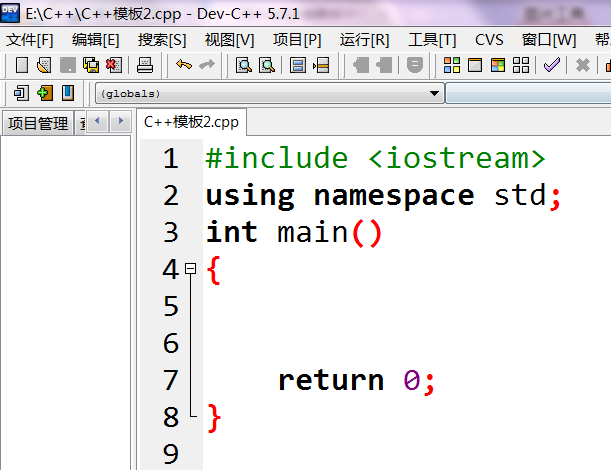 E:\C++\C++模板2.cpp - Dev-C++ 5.7.1
文件[F] 编辑[E] 搜索[S] 视图[V] 项目[P] 运行[R] 工具[T] CVS 窗口[W] 帮
(globals)
项目管理
C++模板2.cpp
1 #include <iostream>
2 using namespace std;
3 int main()
4 {
5
6
7 return 0;
8 }
9